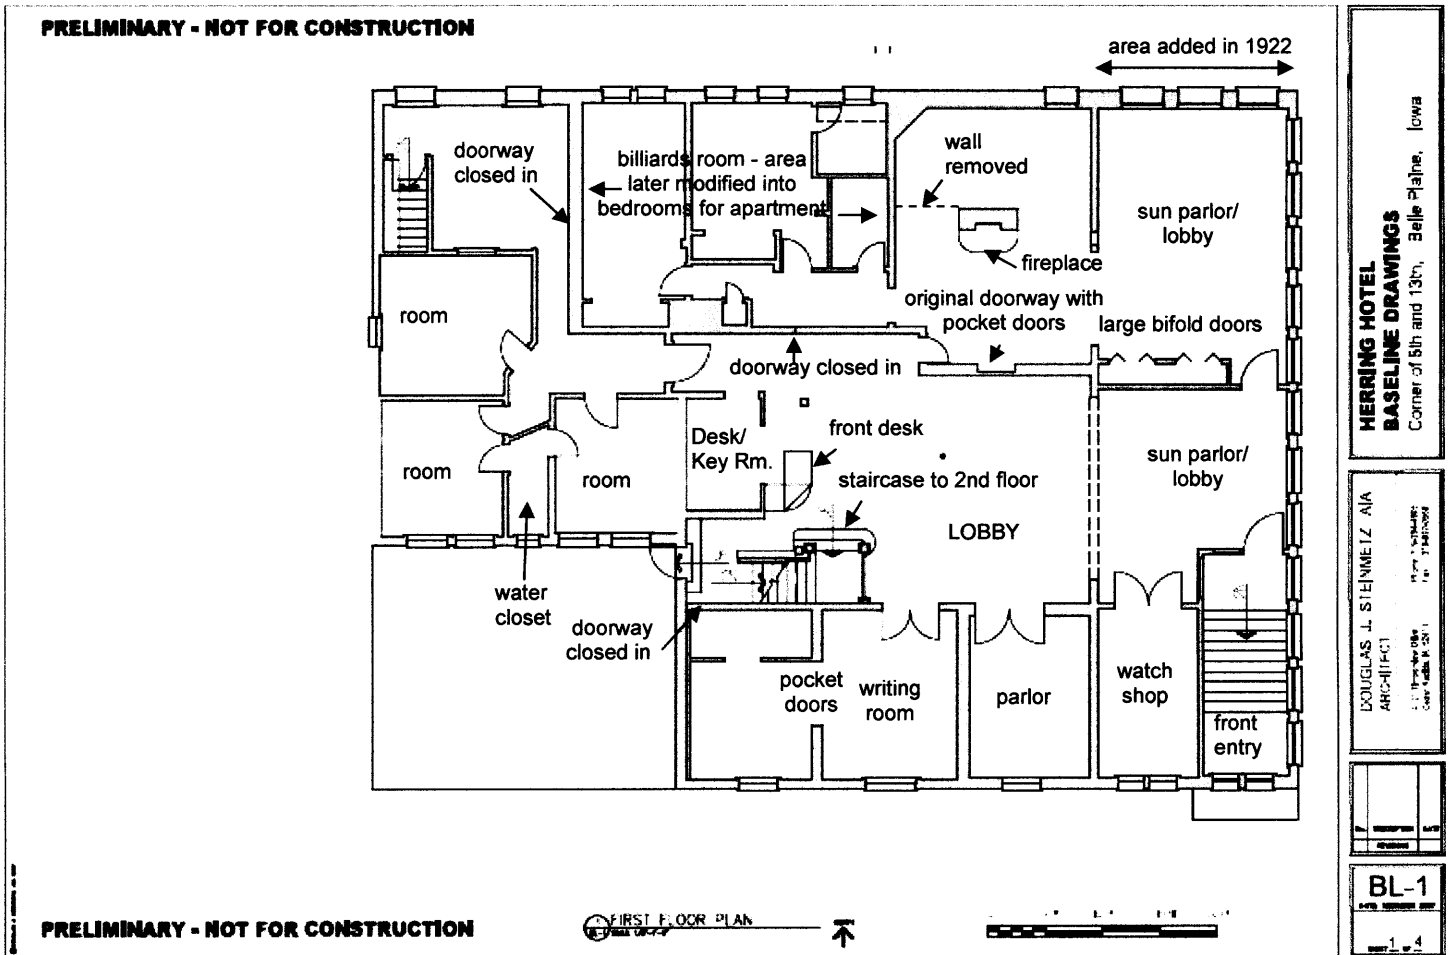 PRELIMINARY - NOT FOR CONSTRUCTION
area added in 1922
doorway
closed in
billiards room - area
later modified into
bedrooms for apartment
wall
removed
sun parlor/
lobby
fireplace
original doorway with
pocket doors
large bifold doors
room
doorway closed in
Desk/
Key Rm.
front desk
staircase to 2nd floor
sun parlor/
lobby
room
room
LOBBY
water
closet
doorway
closed in
pocket
doors
writing
room
parlor
watch
shop
front
entry
HERRING HOTEL
BASELINE DRAWINGS
Corner of 5th and 13th, Belle Plaine, Iowa
DOUGLAS J. STEINMETZ AIA
ARCHITECT
BL-1
SHEET 1 OF 4
PRELIMINARY - NOT FOR CONSTRUCTION
FIRST FLOOR PLAN